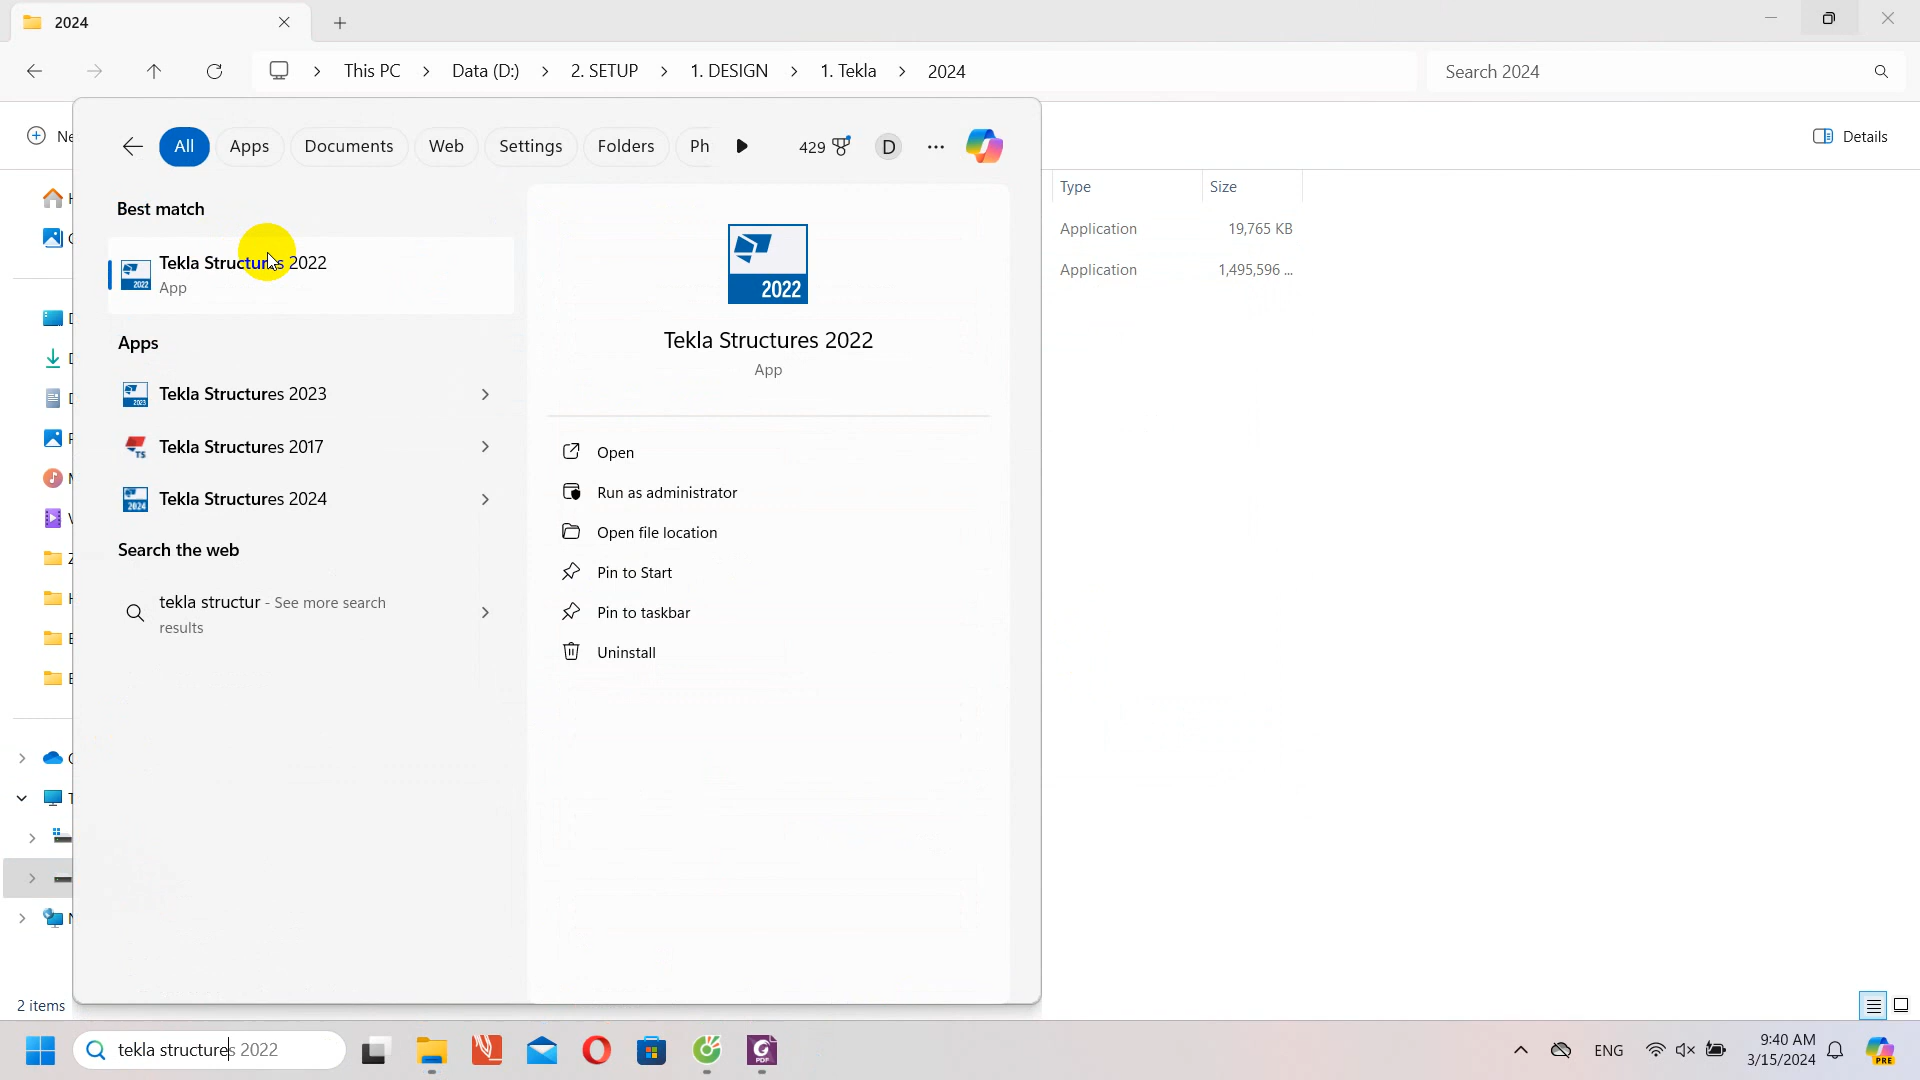 2024
This PC > Data (D:) > 2. SETUP > 1. DESIGN > 1. Tekla > 2024
Search 2024
Ne
Details
All
Apps
Documents
Web
Settings
Folders
Ph
429
D
Type
Size
Best match
Tekla Structures 2022
App
Application
19,765 KB
Application
1,495,596 ...
2022
Tekla Structures 2022
App
Apps
Tekla Structures 2023
Tekla Structures 2017
Tekla Structures 2024
Open
Run as administrator
Open file location
Pin to Start
Pin to taskbar
Uninstall
Search the web
tekla structur - See more search
results
2 items
tekla structures 2022
ENG
9:40 AM
3/15/2024
PRE